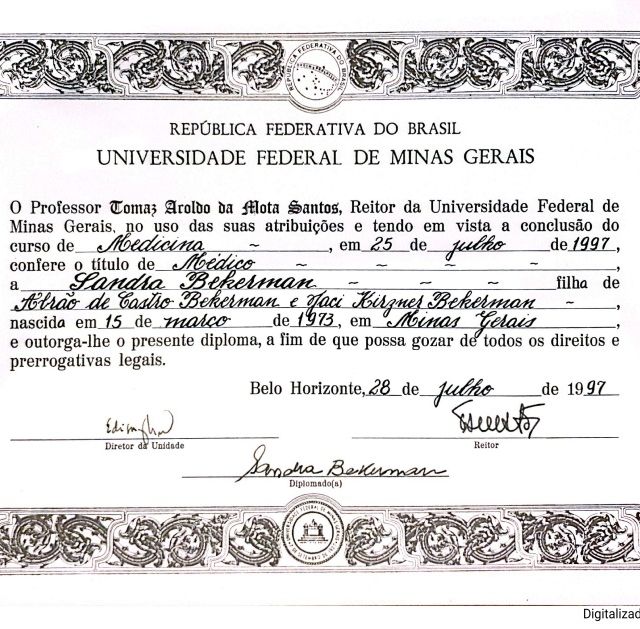 REPÚBLICA FEDERATIVA DO BRASIL
REPÚBLICA FEDERATIVA DO BRASIL
UNIVERSIDADE FEDERAL DE MINAS GERAIS
O Professor Tomaz Aroldo da Mota Santos, Reitor da Universidade Federal de
Minas Gerais, no uso das suas atribuições e tendo em vista a conclusão do
curso de Medicina ~ , em 25 de julho de 1997,
confere o título de Médico ~ ~ ~ ~ ,
a Sandra Bekerman ~ ~ ~ filha de
Abrão de Castro Bekerman e Jaci Kirzner Bekerman ~ ,
nascida em 15 de março de 1973, em Minas Gerais ,
e outorga-lhe o presente diploma, a fim de que possa gozar de todos os direitos e
prerrogativas legais.
Belo Horizonte, 28 de julho de 1997
Diretor da Unidade
Reitor
Sandra Bekerman
Diplomado(a)
Digitalizad